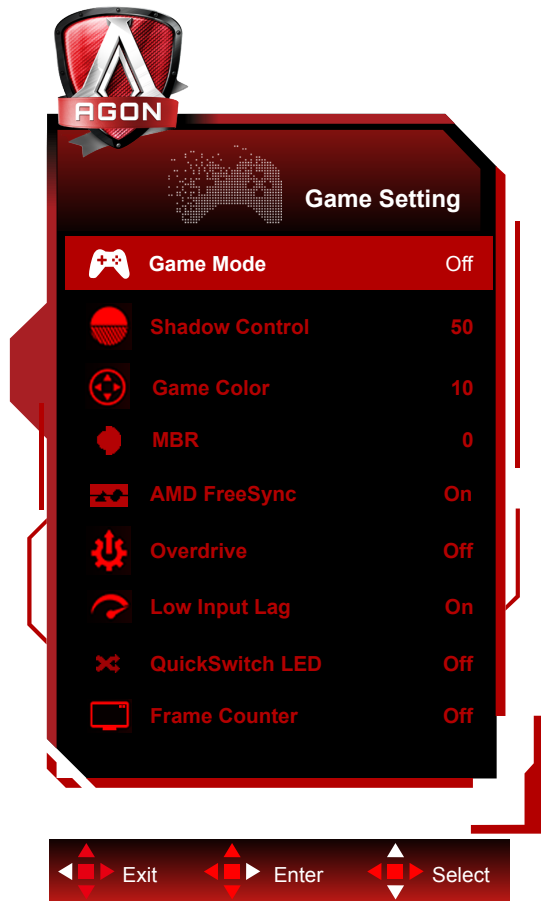 AGON
Game Setting
Game Mode Off
Shadow Control 50
Game Color 10
MBR 0
AMD FreeSync On
Overdrive Off
Low Input Lag On
QuickSwitch LED Off
Frame Counter Off
Exit Enter Select